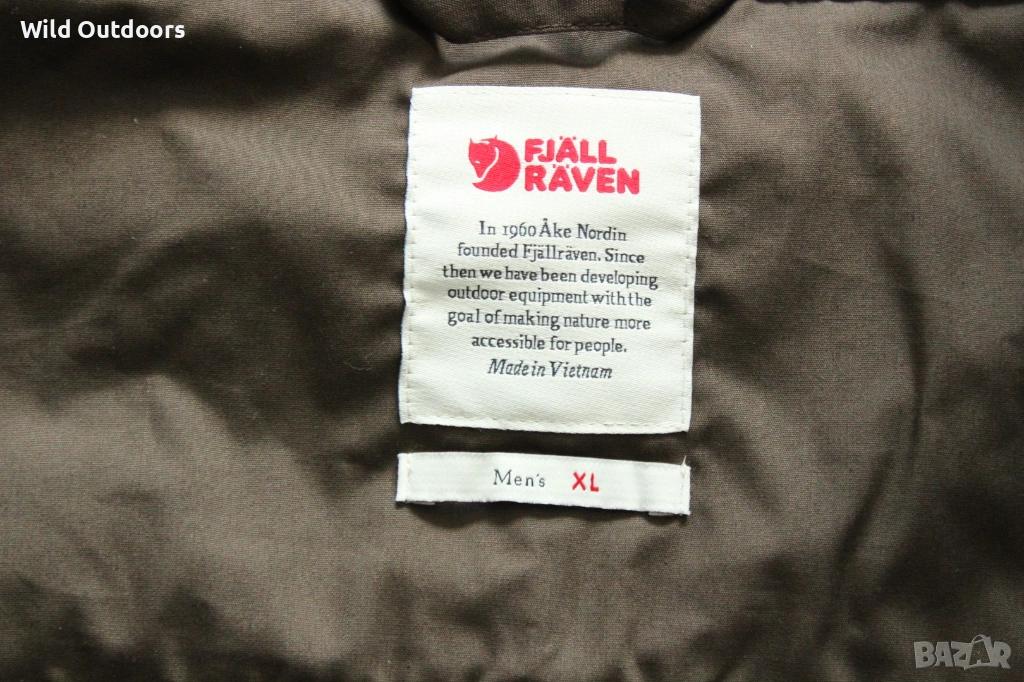 Wild Outdoors
FJÄLL
RÄVEN
In 1960 Åke Nordin
founded Fjällräven. Since
then we have been developing
outdoor equipment with the
goal of making nature more
accessible for people.
Made in Vietnam
Men's XL
BAZAR